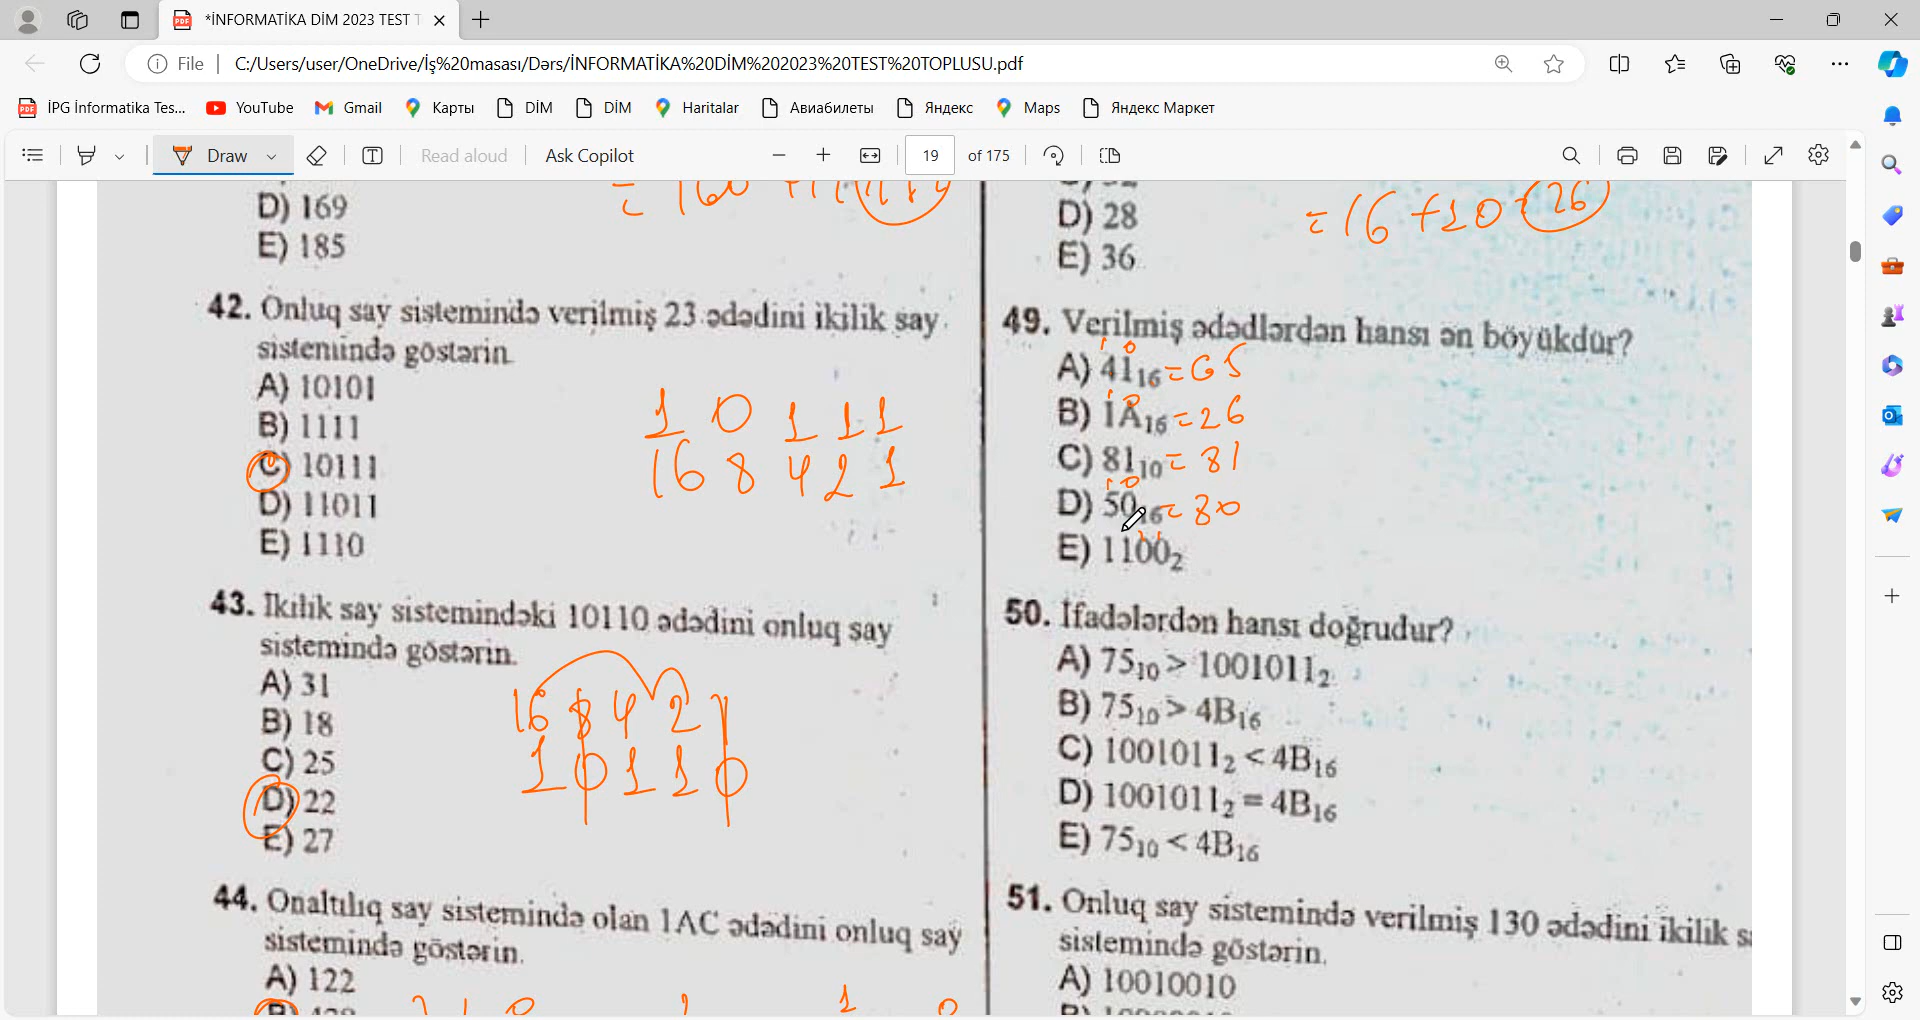 *İNFORMATİKA DİM 2023 TEST T
File
C:/Users/user/OneDrive/İş%20masası/Dərs/İNFORMATİKA%20DİM%202023%20TEST%20TOPLUSU.pdf
İPG İnformatika Tes... YouTube Gmail Карты DİM DİM Haritalar Авиабилеты Яндекс Maps Яндекс Маркет
Draw Read aloud Ask Copilot 19 of 175
D) 169
E) 185
42. Onluq say sistemində verilmiş 23 ədədini ikilik say
sistemində göstərin.
A) 10101
B) 1111
C) 10111
D) 11011
E) 1110
1 0 1 1 1
16 8 4 2 1
43. İkilik say sistemindəki 10110 ədədini onluq say
sistemində göstərin.
A) 31
B) 18
C) 25
D) 22
E) 27
16 8 4 2 1
1 0 1 1 0
44. Onaltılıq say sistemində olan 1AC ədədini onluq say
sistemində göstərin.
A) 122
D) 28
E) 36
= 16 + 10 = 26
49. Verilmiş ədədlərdən hansı ən böyükdür?
A) 41₁₆ = 65
B) 1A₁₆ = 26
C) 81₁₀ = 81
D) 50₁₆ = 80
E) 1100₂
50. İfadələrdən hansı doğrudur?
A) 75₁₀ > 1001011₂
B) 75₁₀ > 4B₁₆
C) 1001011₂ < 4B₁₆
D) 1001011₂ = 4B₁₆
E) 75₁₀ < 4B₁₆
51. Onluq say sistemində verilmiş 130 ədədini ikilik s
sistemində göstərin.
A) 10010010